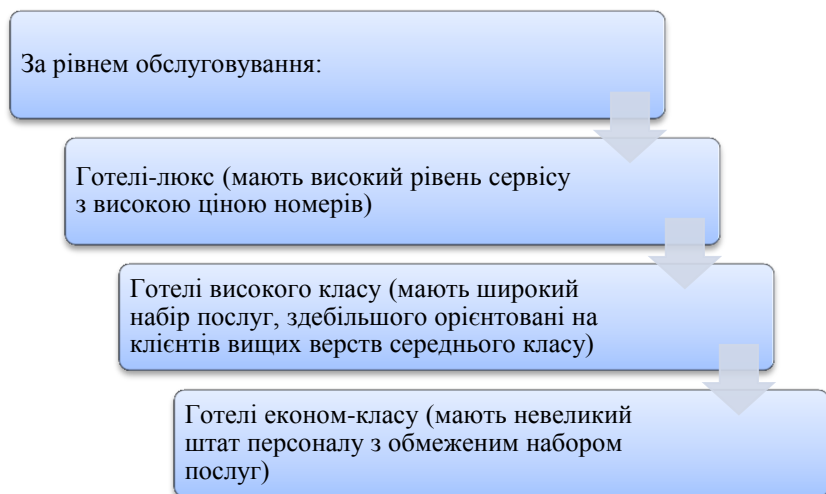 За рівнем обслуговування:
Готелі-люкс (мають високий рівень сервісу
з високою ціною номерів)
Готелі високого класу (мають широкий
набір послуг, здебільшого орієнтовані на
клієнтів вищих верств середнього класу)
Готелі економ-класу (мають невеликий
штат персоналу з обмеженим набором
послуг)